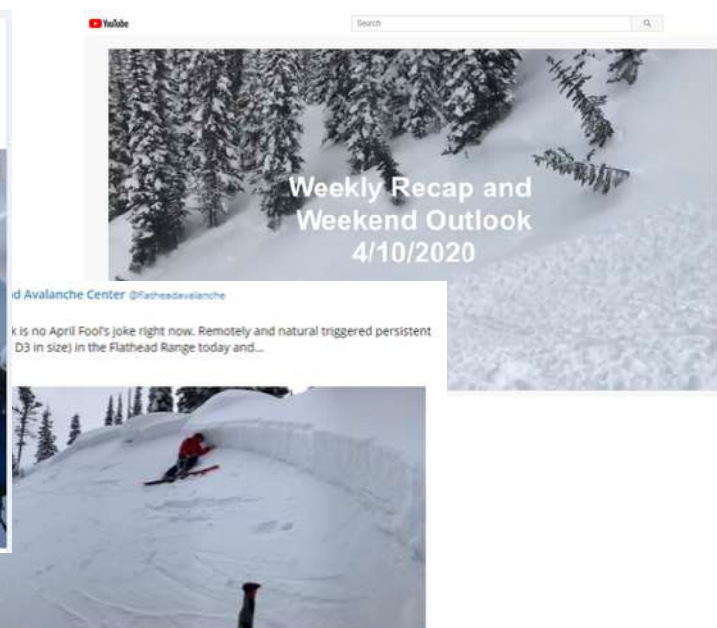 YouTube
Search
Weekly Recap and
Weekend Outlook
4/10/2020
d Avalanche Center @flatheadavalanche
k is no April Fool's joke right now. Remotely and natural triggered persistent
D3 in size) in the Flathead Range today and...